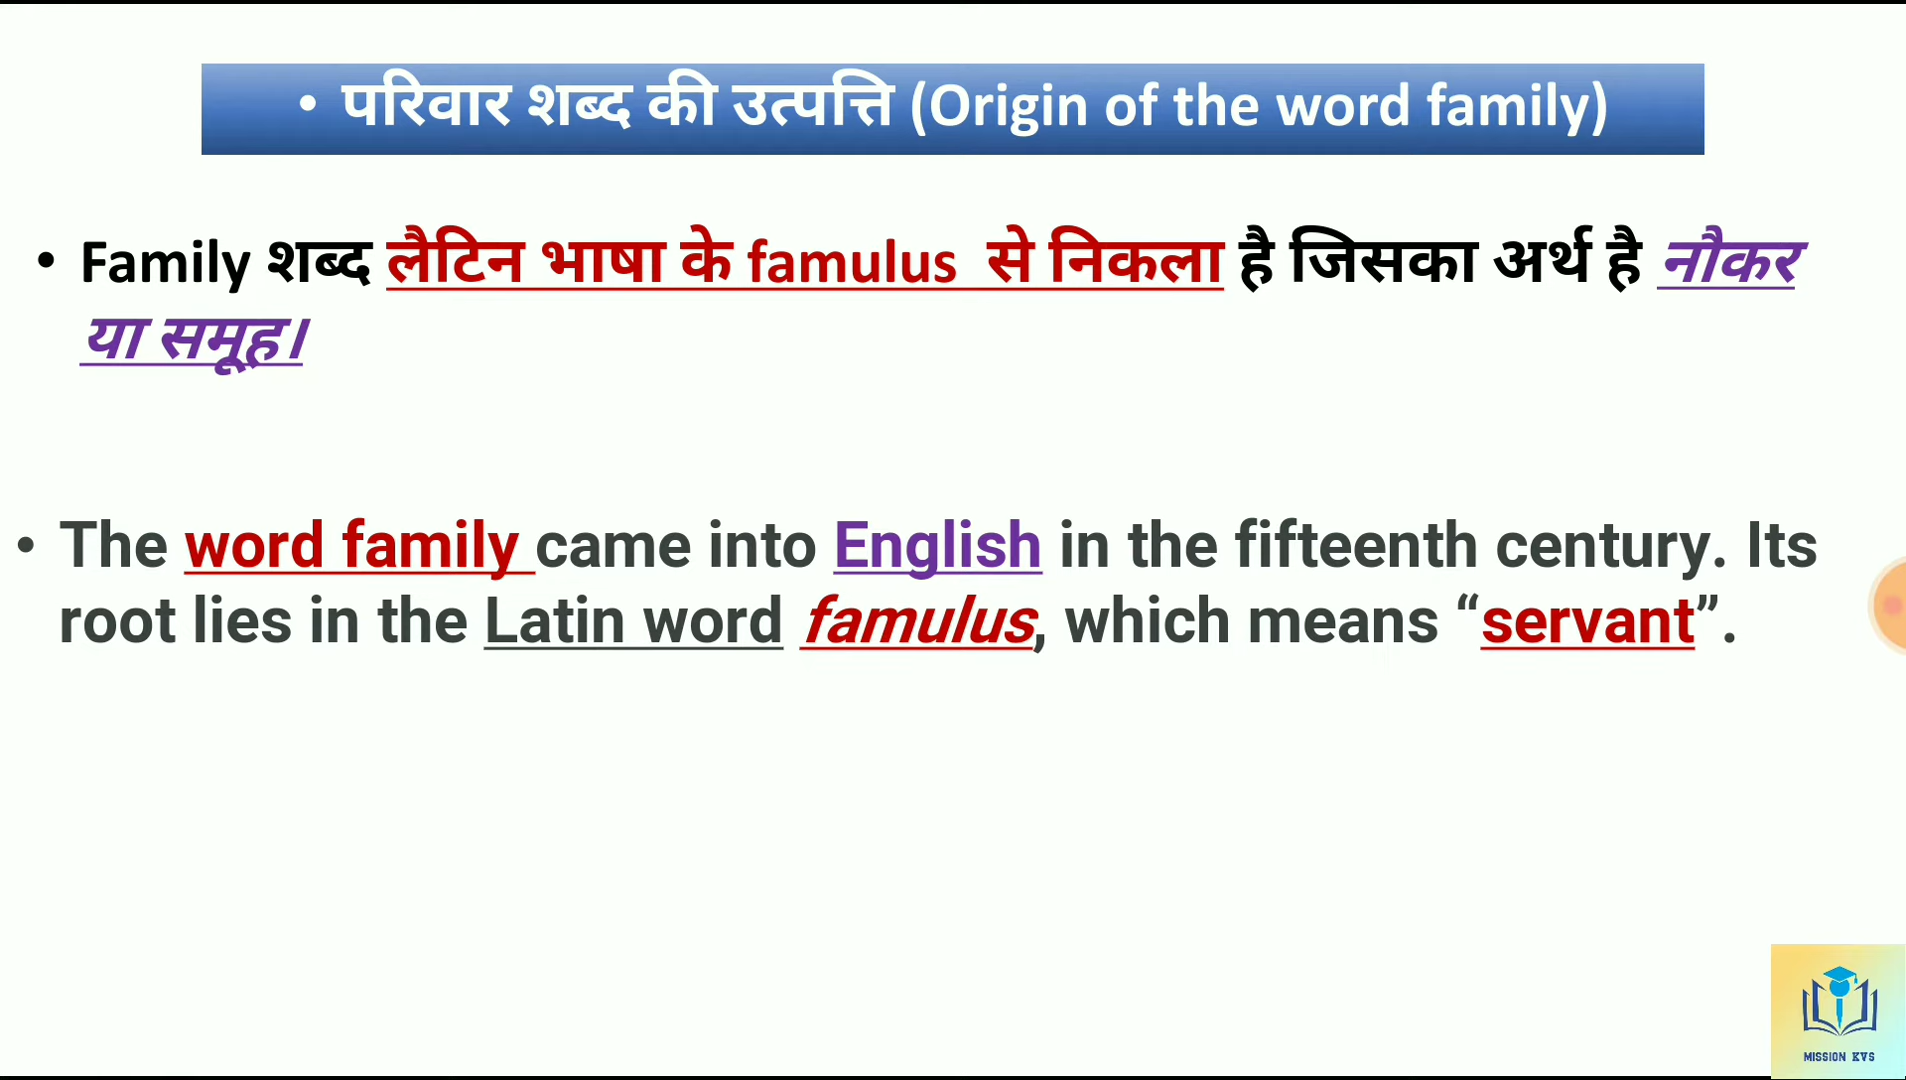 • परिवार शब्द की उत्पत्ति (Origin of the word family)
• Family शब्द लैटिन भाषा के famulus से निकला है जिसका अर्थ है नौकर
या समूह।
• The word family came into English in the fifteenth century. Its
root lies in the Latin word famulus, which means “servant”.
MISSION KVS